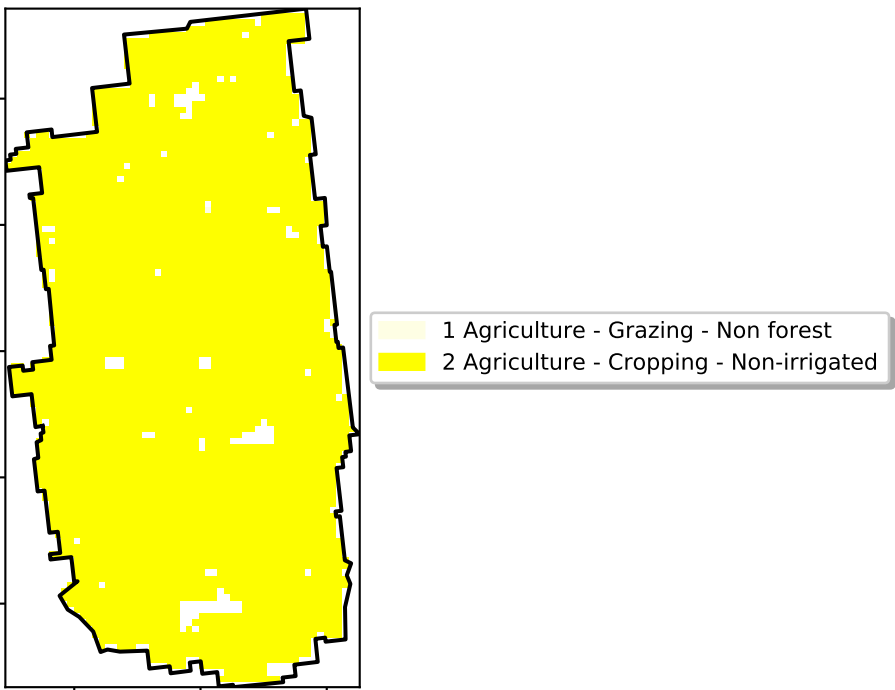 1 Agriculture - Grazing - Non forest
2 Agriculture - Cropping - Non-irrigated